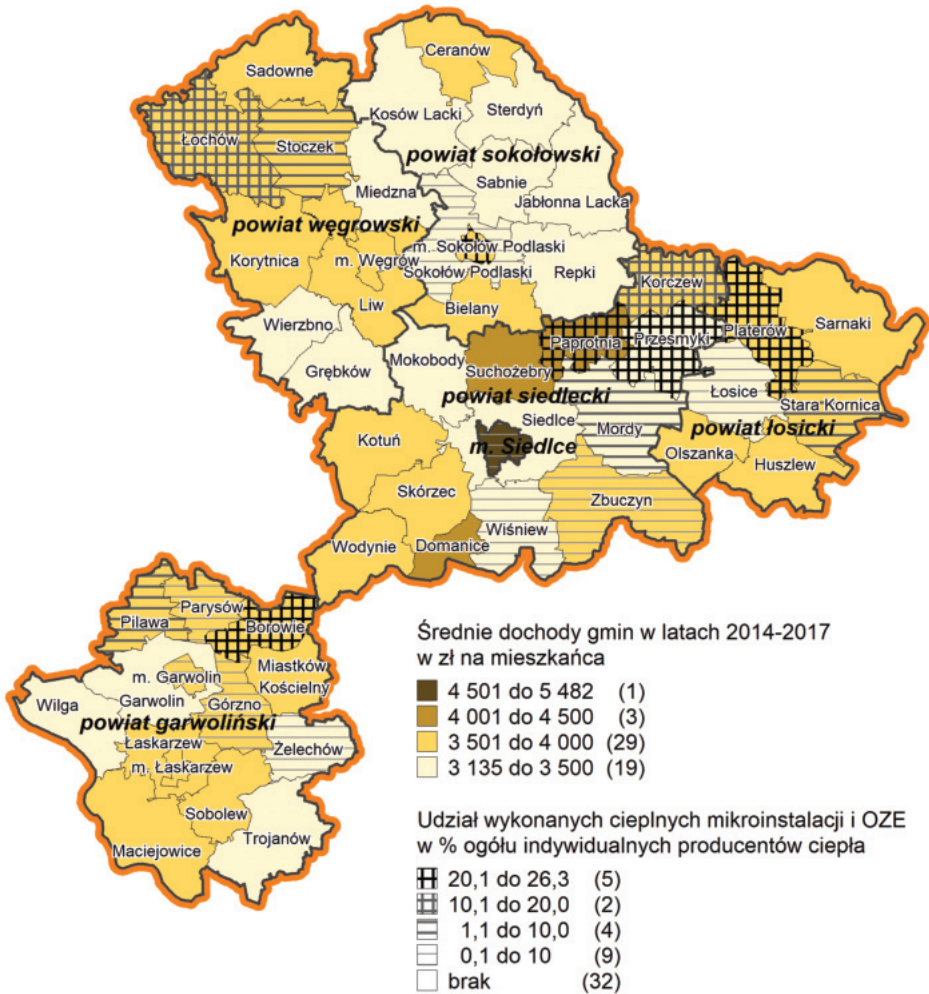 Ceranów
Sadowne
Kosów Lacki
Sterdyń
Łochów
Stoczek
powiat sokołowski
Miedzna
Sabnie
Jabłonna Lacka
powiat węgrowski
m. Sokołów Podlaski
Korytnica
m. Węgrów
Sokołów Podlaski
Repki
Korczew
Liw
Bielany
Wierzbno
Paprotnia
Przesmyki
Platerów
Sarnaki
Mokobody
Grębków
Suchożebry
powiat siedlecki
Łosice
Stara Kornica
Siedlce
Mordy
powiat łosicki
Kotuń
m. Siedlce
Olszanka
Huszlew
Skórzec
Zbuczyn
Wiśniew
Wodynie
Domanice
Parysów
Pilawa
Borowie
Miastków
Kościelny
m. Garwolin
Wilga
Garwolin
Górzno
powiat garwoliński
Łaskarzew
Żelechów
m. Łaskarzew
Sobolew
Trojanów
Maciejowice
Średnie dochody gmin w latach 2014-2017
w zł na mieszkańca
4 501 do 5 482 (1)
4 001 do 4 500 (3)
3 501 do 4 000 (29)
3 135 do 3 500 (19)
Udział wykonanych cieplnych mikroinstalacji i OZE
w % ogółu indywidualnych producentów ciepła
20,1 do 26,3 (5)
10,1 do 20,0 (2)
1,1 do 10,0 (4)
0,1 do 10 (9)
brak (32)